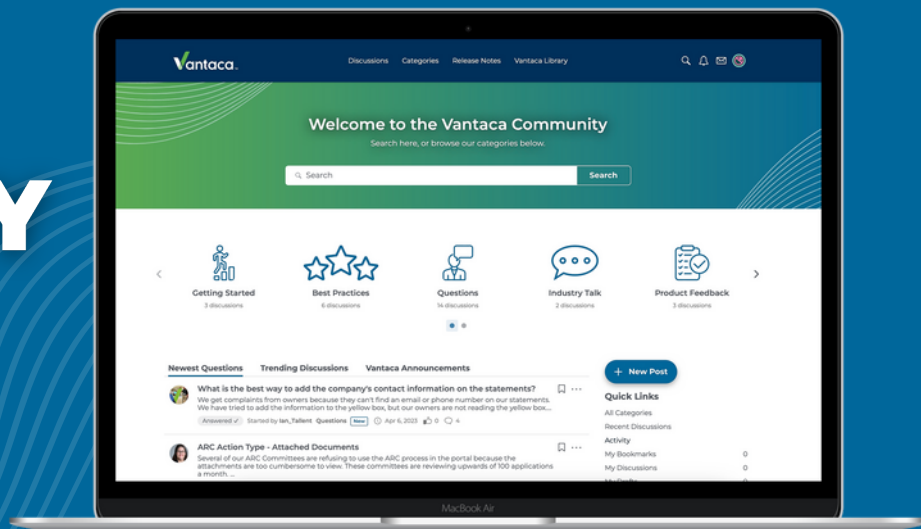 Y
Vantaca
Discussions Categories Release Notes Vantaca Library
Welcome to the Vantaca Community
Search here, or browse our categories below.
Search Search
Getting Started Best Practices Questions Industry Talk Product Feedback
3 discussions 6 discussions 14 discussions 2 discussions 3 discussions
Newest Questions Trending Discussions Vantaca Announcements
+ New Post
What is the best way to add the company's contact information on the statements?
We get complaints from owners because they can't find an email or phone number on our statements.
We have tried to add the information to the yellow box, but our owners are not reading the yellow box...
Answered ✓ Started by Ian_Tallent Questions New Apr 6, 2023 0 4
ARC Action Type - Attached Documents
Several of our ARC Committees are refusing to use the ARC process in the portal because the
attachments are too cumbersome to view. These committees are reviewing upwards of 100 applications
a month. ...
Quick Links
All Categories
Recent Discussions
Activity
My Bookmarks 0
My Discussions 0
MacBook Air